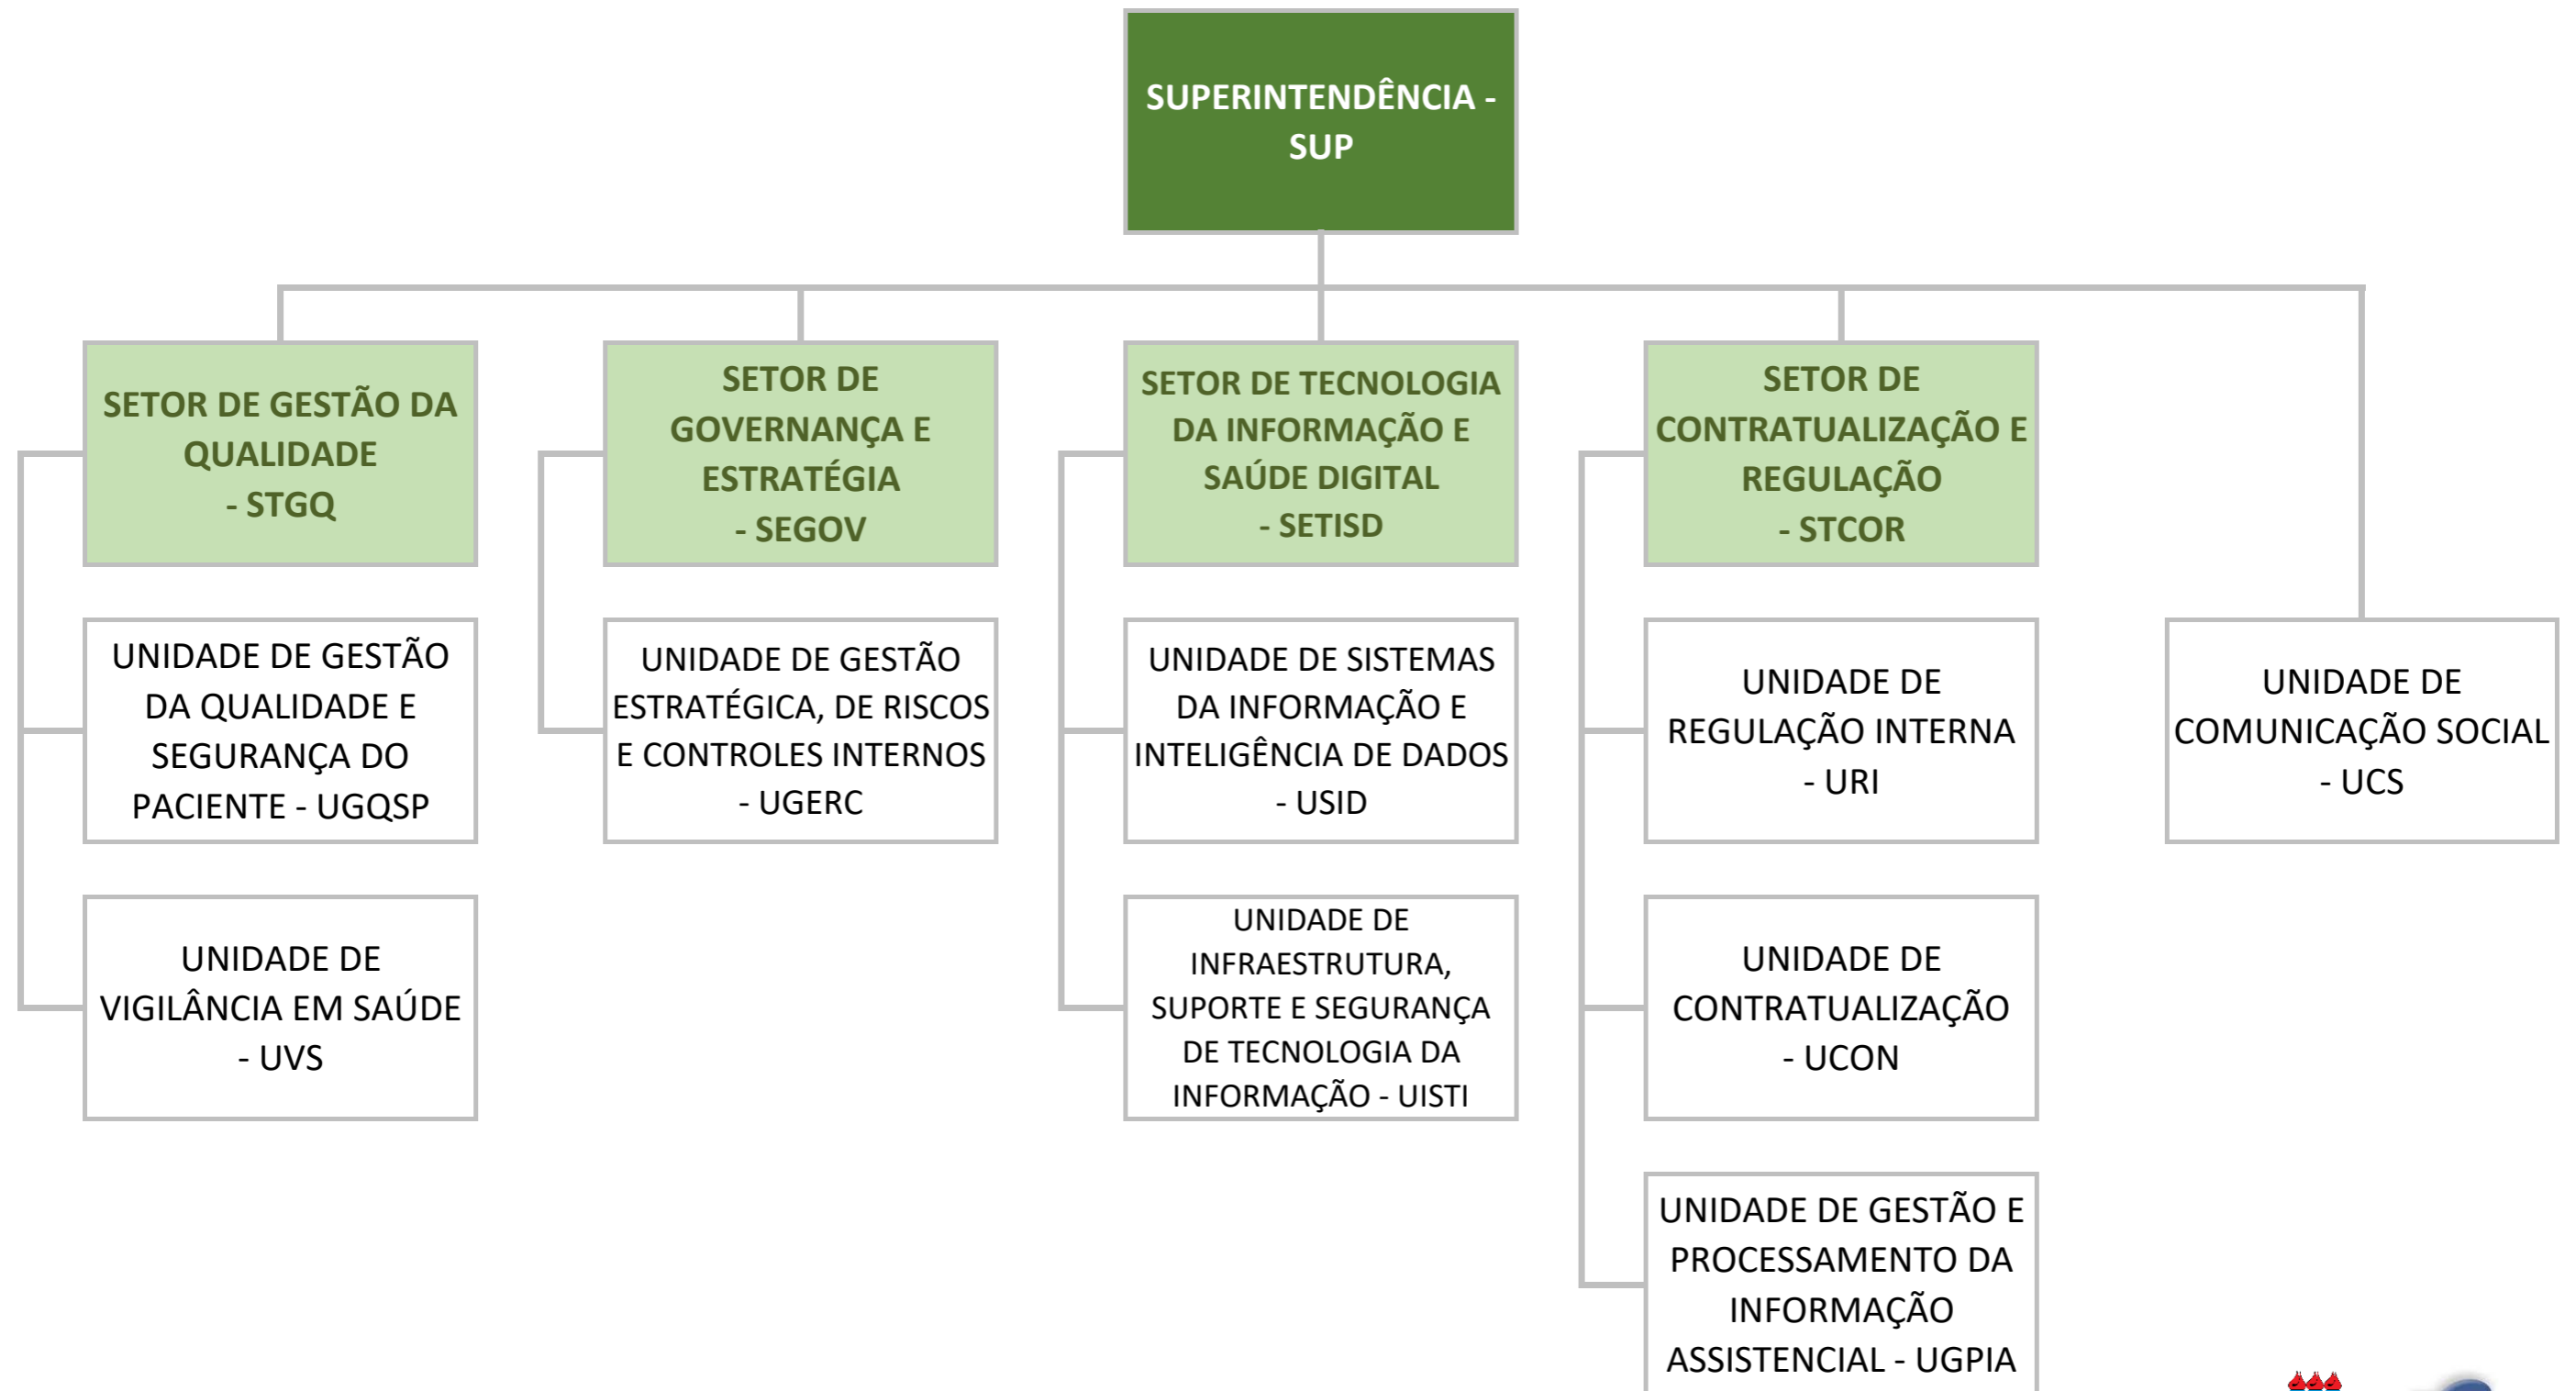 SUPERINTENDÊNCIA -
SUP
SETOR DE GESTÃO DA
QUALIDADE
- STGQ
SETOR DE
GOVERNANÇA E
ESTRATÉGIA
- SEGOV
SETOR DE TECNOLOGIA
DA INFORMAÇÃO E
SAÚDE DIGITAL
- SETISD
SETOR DE
CONTRATUALIZAÇÃO E
REGULAÇÃO
- STCOR
UNIDADE DE GESTÃO
DA QUALIDADE E
SEGURANÇA DO
PACIENTE - UGQSP
UNIDADE DE GESTÃO
ESTRATÉGICA, DE RISCOS
E CONTROLES INTERNOS
- UGERC
UNIDADE DE SISTEMAS
DA INFORMAÇÃO E
INTELIGÊNCIA DE DADOS
- USID
UNIDADE DE
REGULAÇÃO INTERNA
- URI
UNIDADE DE
COMUNICAÇÃO SOCIAL
- UCS
UNIDADE DE
VIGILÂNCIA EM SAÚDE
- UVS
UNIDADE DE
INFRAESTRUTURA,
SUPORTE E SEGURANÇA
DE TECNOLOGIA DA
INFORMAÇÃO - UISTI
UNIDADE DE
CONTRATUALIZAÇÃO
- UCON
UNIDADE DE GESTÃO E
PROCESSAMENTO DA
INFORMAÇÃO
ASSISTENCIAL - UGPIA